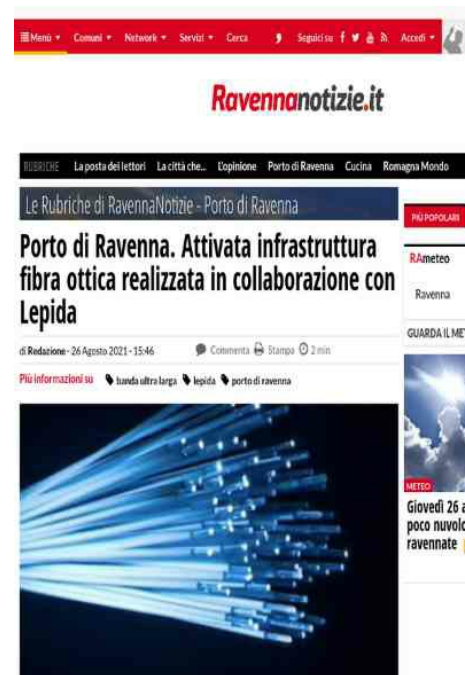 Menù Comuni Network Servizi Cerca Seguici su Accedi
Ravennanotizie.it
RUBRICHE La posta dei lettori La città che... L'opinione Porto di Ravenna Cucina Romagna Mondo
Le Rubriche di RavennaNotizie - Porto di Ravenna
Porto di Ravenna. Attivata infrastruttura
fibra ottica realizzata in collaborazione con
Lepida
di Redazione - 26 Agosto 2021 - 15:46 Commenta Stampa 2 min
Più informazioni su banda ultra larga lepida porto di ravenna
PIÙ POPOLARI
RAmeteo
Ravenna
GUARDA IL ME
METEO
Giovedì 26 a
poco nuvolo
ravennate